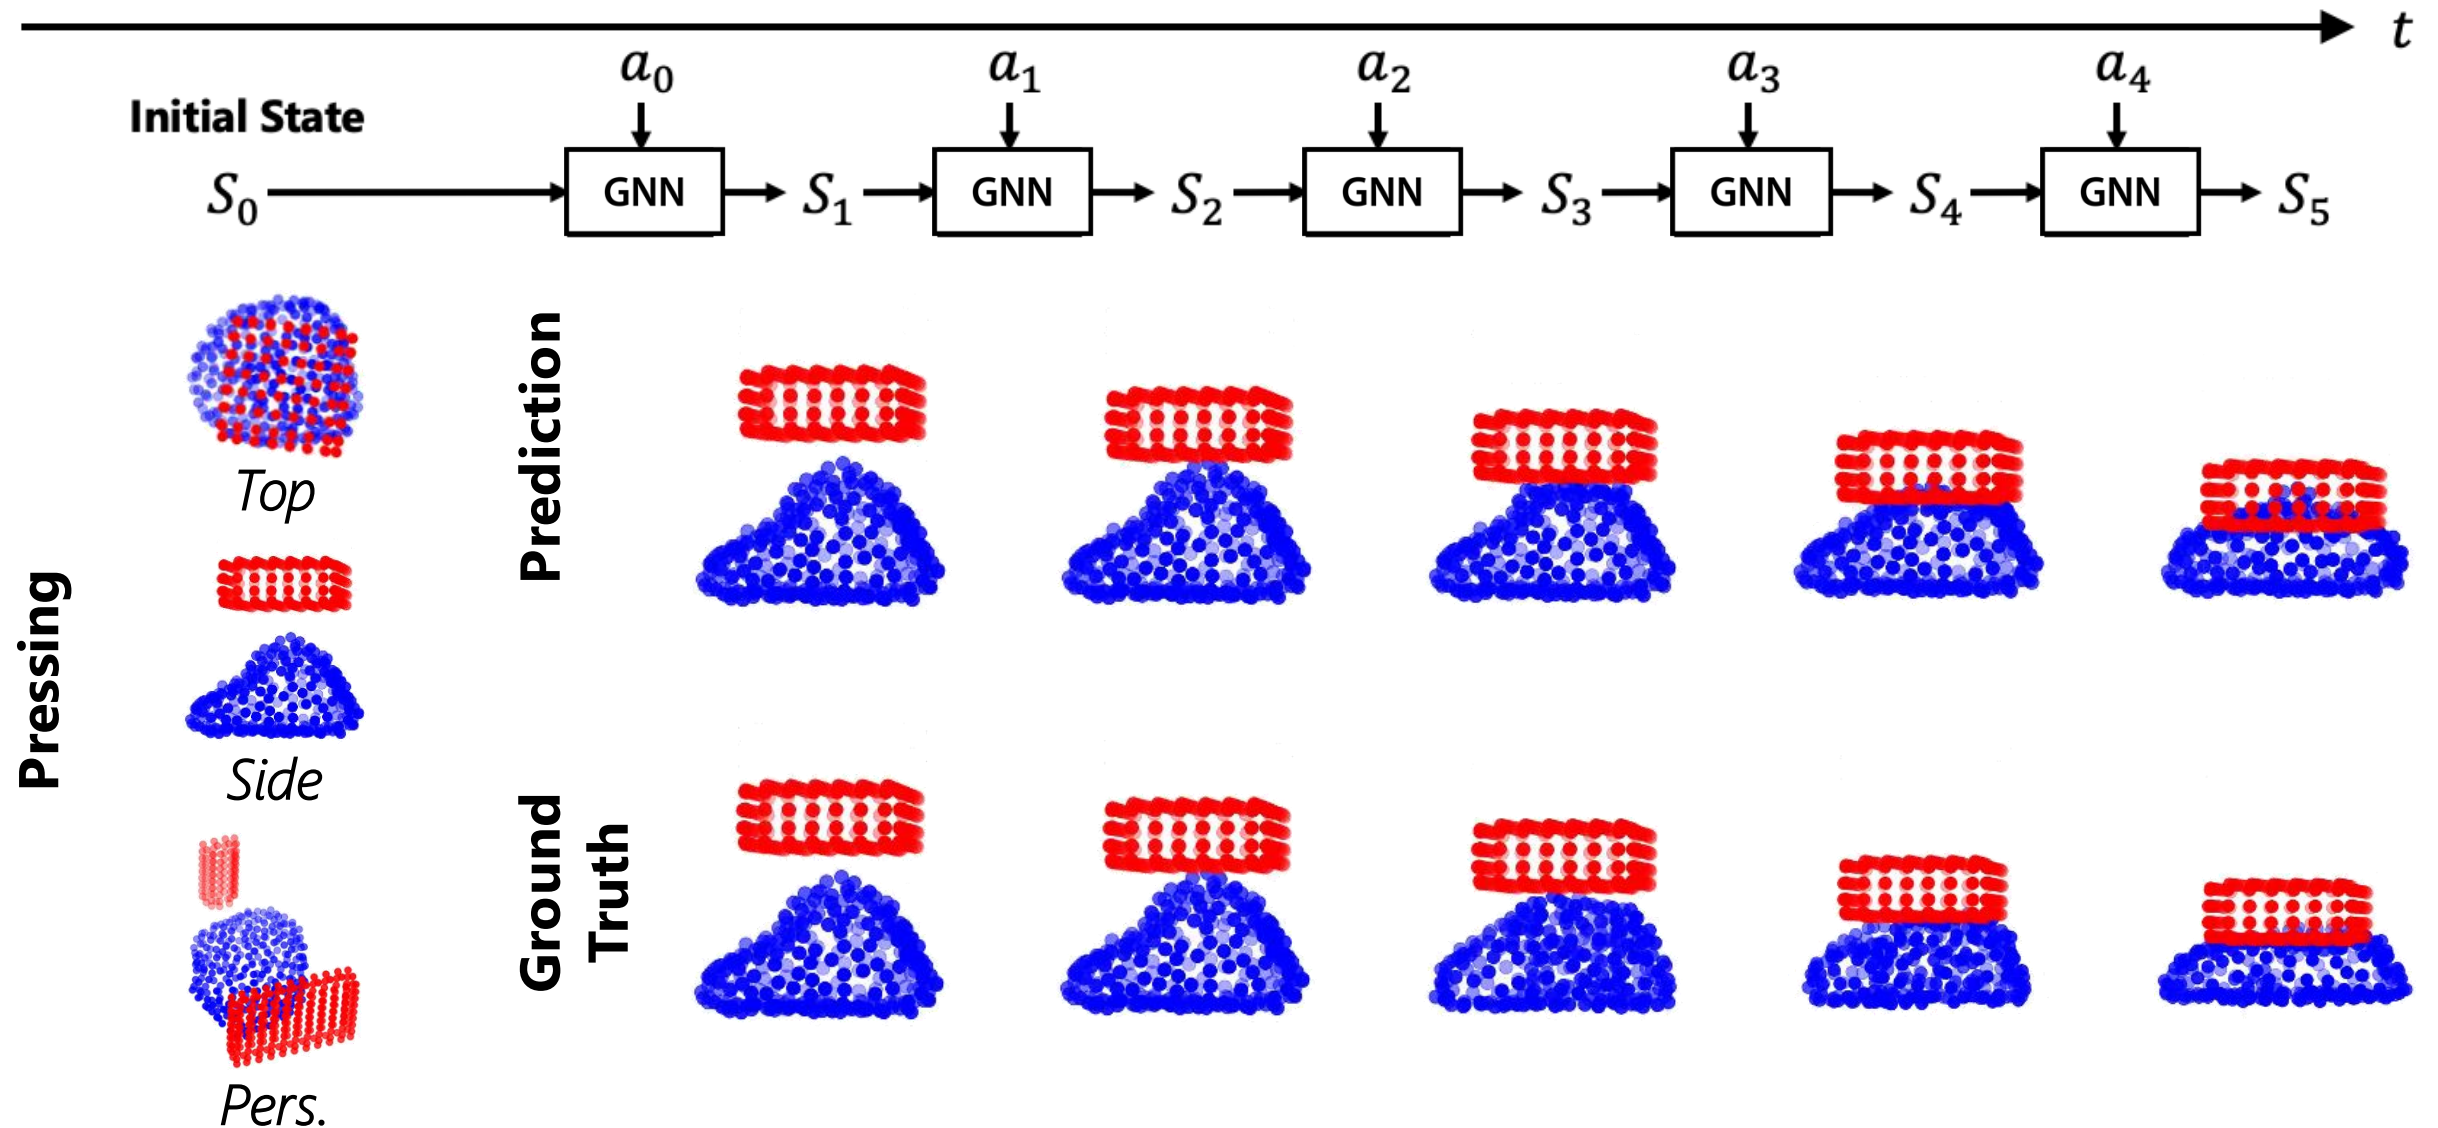 t
a₀ a₁ a₂ a₃ a₄
Initial State
S₀ GNN S₁ GNN S₂ GNN S₃ GNN S₄ GNN S₅
Pressing
Top
Side
Pers.
Prediction
Ground
Truth